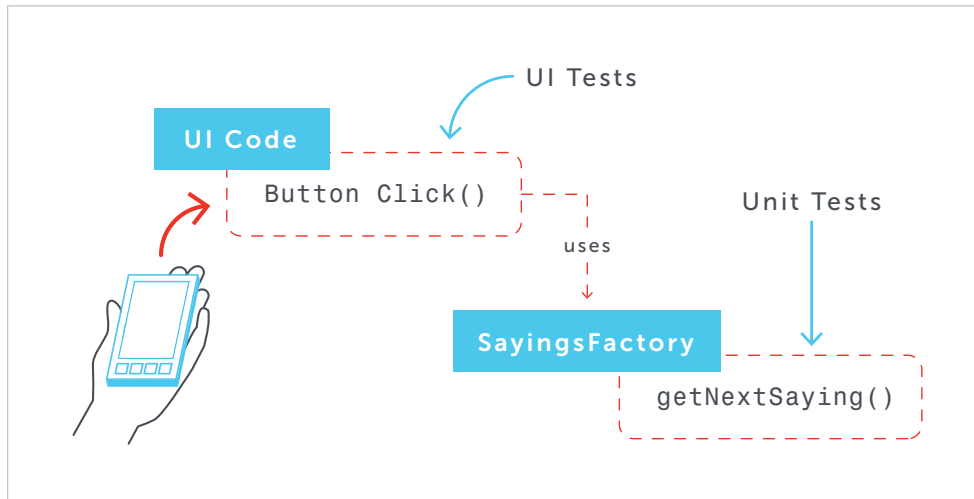 UI Tests
UI Code
Button Click()
Unit Tests
uses
SayingsFactory
getNextSaying()